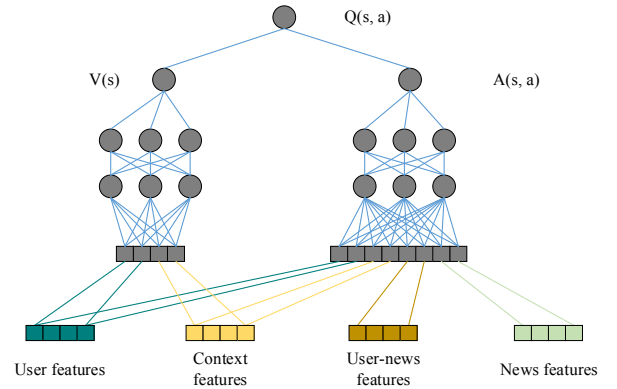 Q(s, a)
V(s)
A(s, a)
User features
Context
features
User-news
features
News features